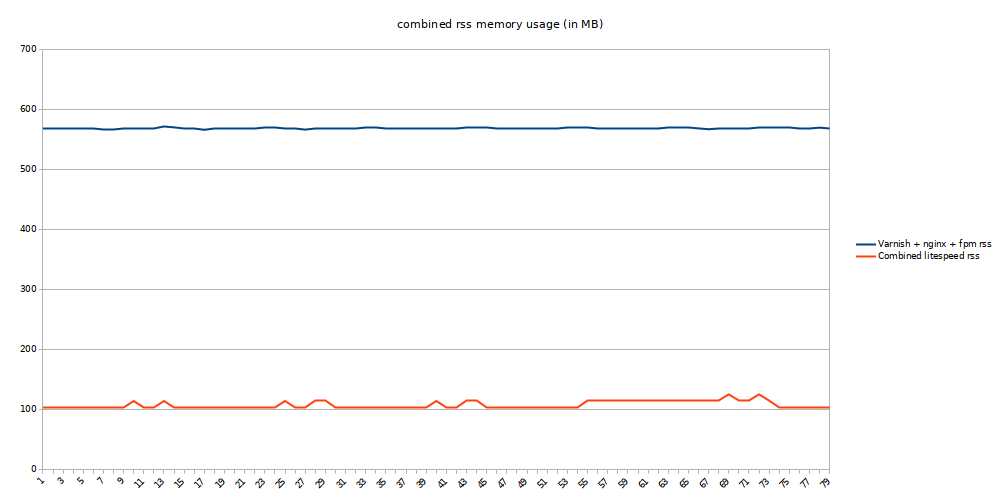 combined rss memory usage (in MB)
700
600
500
400
300
200
100
0
Varnish + nginx + fpm rss
Combined litespeed rss
1 3 5 7 9 11 13 15 17 19 21 23 25 27 29 31 33 35 37 39 41 43 45 47 49 51 53 55 57 59 61 63 65 67 69 71 73 75 77 79